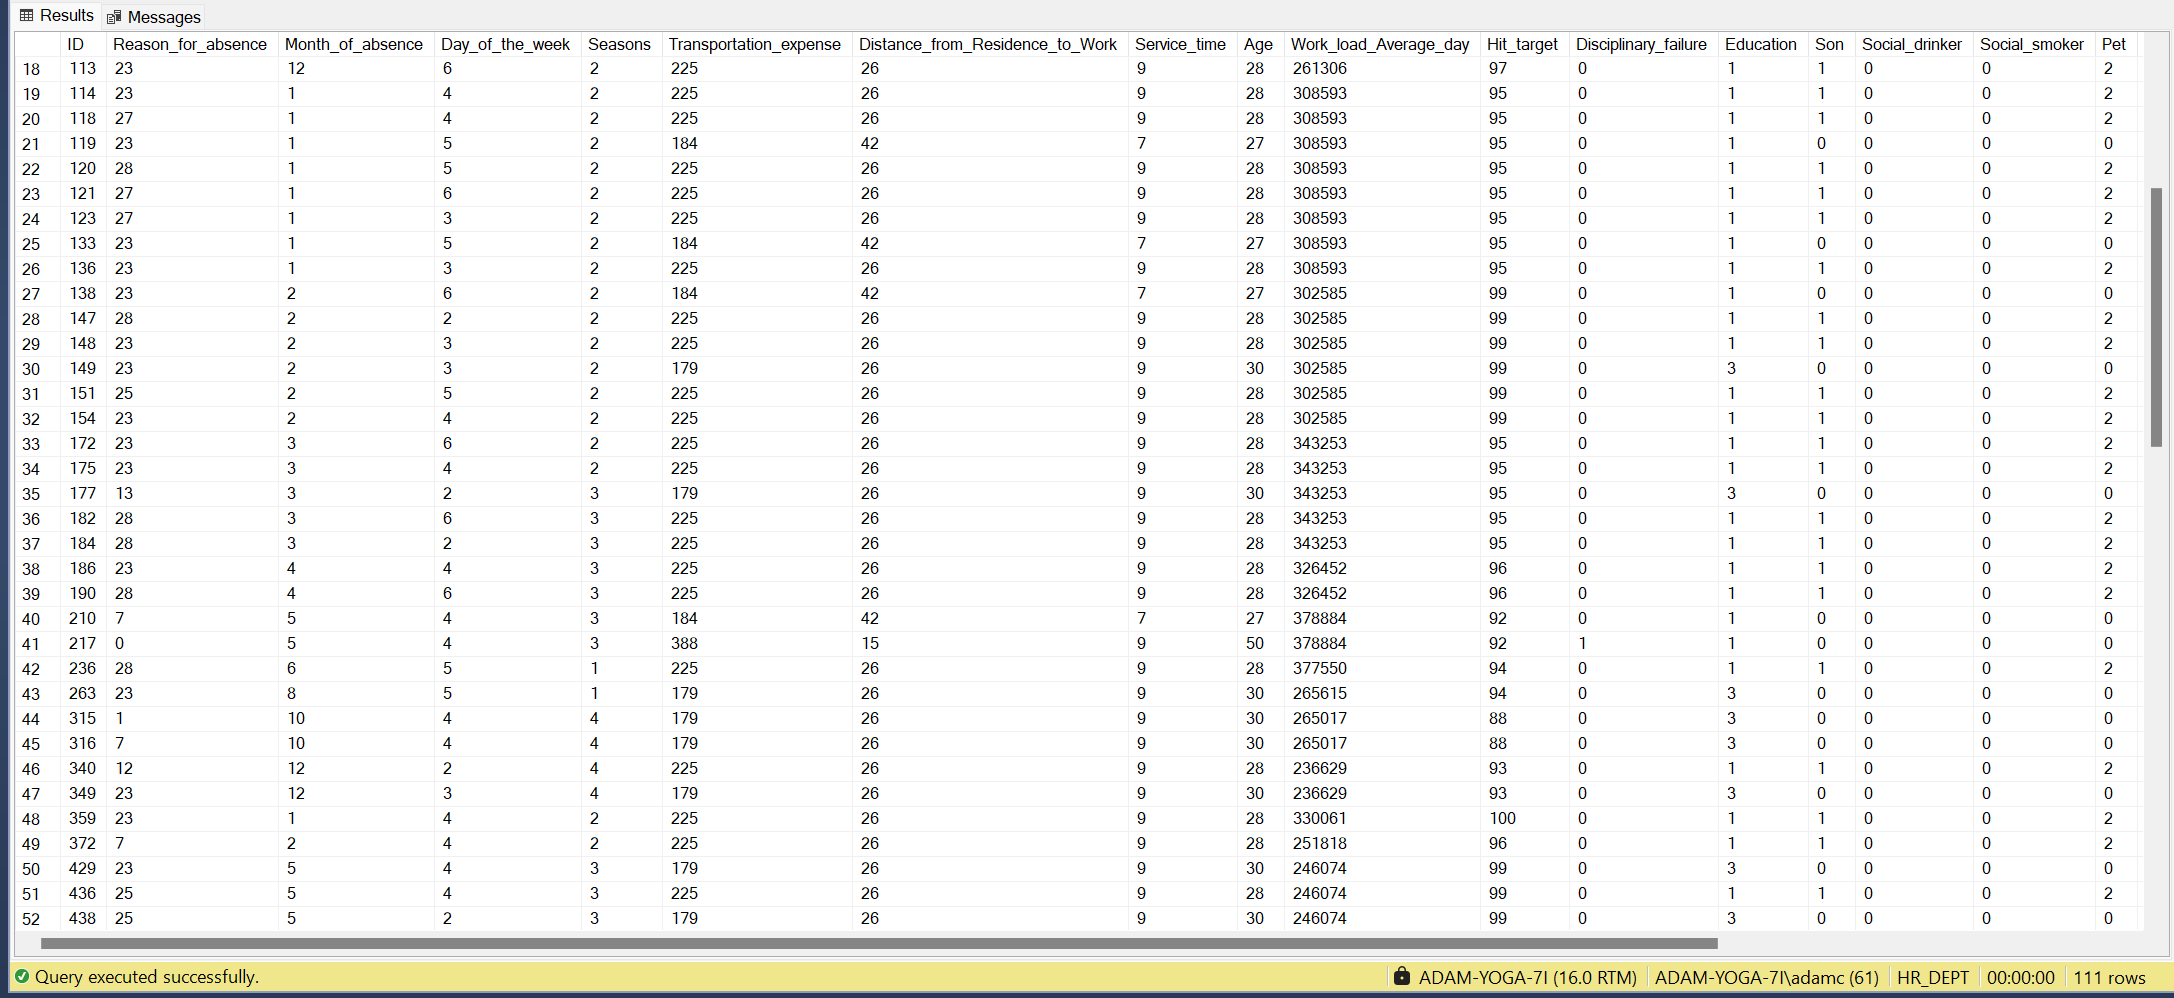 Results Messages
ID Reason_for_absence Month_of_absence Day_of_the_week Seasons Transportation_expense Distance_from_Residence_to_Work Service_time Age Work_load_Average_day Hit_target Disciplinary_failure Education Son Social_drinker Social_smoker Pet
18 113 23 12 6 2 225 26 9 28 261306 97 0 1 1 0 0 2
19 114 23 1 4 2 225 26 9 28 308593 95 0 1 1 0 0 2
20 118 27 1 4 2 225 26 9 28 308593 95 0 1 1 0 0 2
21 119 23 1 5 2 184 42 7 27 308593 95 0 1 0 0 0 0
22 120 28 1 5 2 225 26 9 28 308593 95 0 1 1 0 0 2
23 121 27 1 6 2 225 26 9 28 308593 95 0 1 1 0 0 2
24 123 27 1 3 2 225 26 9 28 308593 95 0 1 1 0 0 2
25 133 23 1 5 2 184 42 7 27 308593 95 0 1 0 0 0 0
26 136 23 1 3 2 225 26 9 28 308593 95 0 1 1 0 0 2
27 138 23 2 6 2 184 42 7 27 302585 99 0 1 0 0 0 0
28 147 28 2 2 2 225 26 9 28 302585 99 0 1 1 0 0 2
29 148 23 2 3 2 225 26 9 28 302585 99 0 1 1 0 0 2
30 149 23 2 3 2 179 26 9 30 302585 99 0 3 0 0 0 0
31 151 25 2 5 2 225 26 9 28 302585 99 0 1 1 0 0 2
32 154 23 2 4 2 225 26 9 28 302585 99 0 1 1 0 0 2
33 172 23 3 6 2 225 26 9 28 343253 95 0 1 1 0 0 2
34 175 23 3 4 2 225 26 9 28 343253 95 0 1 1 0 0 2
35 177 13 3 2 3 179 26 9 30 343253 95 0 3 0 0 0 0
36 182 28 3 6 3 225 26 9 28 343253 95 0 1 1 0 0 2
37 184 28 3 2 3 225 26 9 28 343253 95 0 1 1 0 0 2
38 186 23 4 4 3 225 26 9 28 326452 96 0 1 1 0 0 2
39 190 28 4 6 3 225 26 9 28 326452 96 0 1 1 0 0 2
40 210 7 5 4 3 184 42 7 27 378884 92 0 1 0 0 0 0
41 217 0 5 4 3 388 15 9 50 378884 92 1 1 0 0 0 0
42 236 28 6 5 1 225 26 9 28 377550 94 0 1 1 0 0 2
43 263 23 8 5 1 179 26 9 30 265615 94 0 3 0 0 0 0
44 315 1 10 4 4 179 26 9 30 265017 88 0 3 0 0 0 0
45 316 7 10 4 4 179 26 9 30 265017 88 0 3 0 0 0 0
46 340 12 12 2 4 225 26 9 28 236629 93 0 1 1 0 0 2
47 349 23 12 3 4 179 26 9 30 236629 93 0 3 0 0 0 0
48 359 23 1 4 2 225 26 9 28 330061 100 0 1 1 0 0 2
49 372 7 2 4 2 225 26 9 28 251818 96 0 1 1 0 0 2
50 429 23 5 4 3 179 26 9 30 246074 99 0 3 0 0 0 0
51 436 25 5 4 3 225 26 9 28 246074 99 0 1 1 0 0 2
52 438 25 5 2 3 179 26 9 30 246074 99 0 3 0 0 0 0
Query executed successfully. ADAM-YOGA-7I (16.0 RTM) ADAM-YOGA-7I\adamc (61) HR_DEPT 00:00:00 111 rows